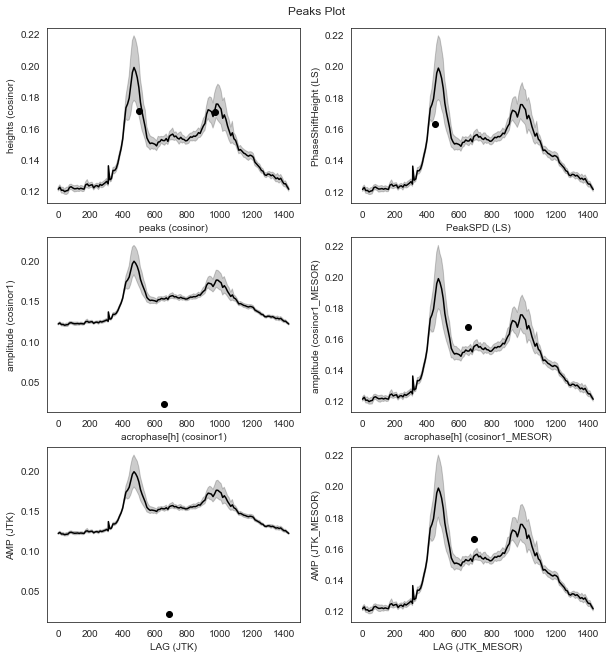 Peaks Plot
heights (cosinor)
0.22
0.20
0.18
0.16
0.14
0.12
0 200 400 600 800 1000 1200 1400
peaks (cosinor)
PhaseShiftHeight (LS)
0.22
0.20
0.18
0.16
0.14
0.12
0 200 400 600 800 1000 1200 1400
PeakSPD (LS)
amplitude (cosinor1)
0.20
0.15
0.10
0.05
0 200 400 600 800 1000 1200 1400
acrophase[h] (cosinor1)
amplitude (cosinor1_MESOR)
0.22
0.20
0.18
0.16
0.14
0.12
0 200 400 600 800 1000 1200 1400
acrophase[h] (cosinor1_MESOR)
AMP (JTK)
0.20
0.15
0.10
0.05
0 200 400 600 800 1000 1200 1400
LAG (JTK)
AMP (JTK_MESOR)
0.22
0.20
0.18
0.16
0.14
0.12
0 200 400 600 800 1000 1200 1400
LAG (JTK_MESOR)